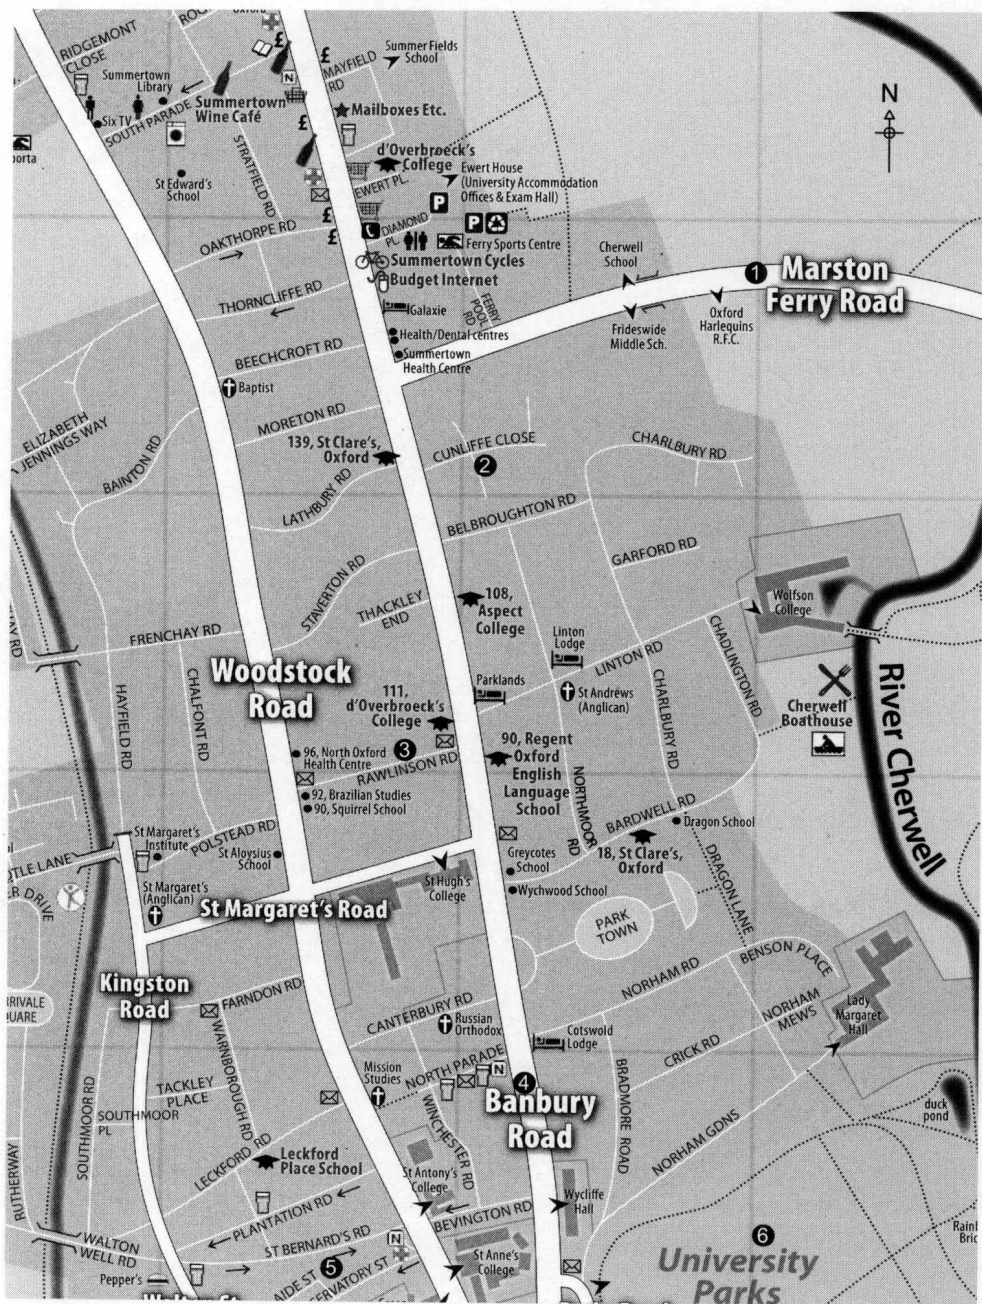 RIDGEMONT
CLOSE
Summer Fields
School
MAYFIELD
RD
Summertown
Library
Six TV
SOUTH PARADE
Summertown
Wine Café
£
N
£
£
£
£
Mailboxes Etc.
N
d'Overbroeck's
College
EWERT PL.
Ewert House
(University Accommodation
Offices & Exam Hall)
St Edward's
School
STRATFIELD RD
P
P
DIAMOND
PL.
Ferry Sports Centre
OAKTHORPE RD
Summertown Cycles
Budget Internet
Cherwell
School
1
Marston
Ferry Road
THORNCLIFFE RD
Galaxie
FERRY
POOL
RD
Health/Dental centres
Frideswide
Middle Sch.
Oxford
Harlequins
R.F.C.
BEECHCROFT RD
Summertown
Health Centre
Baptist
MORETON RD
ELIZABETH
JENNINGS WAY
BAINTON RD
139, St Clare's,
Oxford
CUNLIFFE CLOSE
2
CHARLBURY RD
LATHBURY RD
BELBROUGHTON RD
STAVERTON RD
GARFORD RD
THACKLEY
END
108,
Aspect
College
Wolfson
College
FRENCHAY RD
Linton
Lodge
LINTON RD
CHADLINGTON RD
Woodstock
Road
HAYFIELD RD
CHALFONT RD
Parklands
St Andrews
(Anglican)
CHARLBURY RD
River Cherwell
111,
d'Overbroeck's
College
Cherwell
Boathouse
3
96, North Oxford
Health Centre
RAWLINSON RD
90, Regent
Oxford
English
Language
School
NORTHMOOR
RD
92, Brazilian Studies
90, Squirrel School
BARDWELL RD
Dragon School
St Margaret's
Institute
POLSTEAD RD
St Aloysius
School
Greycotes
School
18, St Clare's,
Oxford
DRAGON LANE
St Margaret's
(Anglican)
St Hugh's
College
Wychwood School
St Margaret's Road
PARK
TOWN
Kingston
Road
FARNDON RD
CANTERBURY RD
NORHAM RD
BENSON PLACE
NORHAM
MEWS
Lady
Margaret
Hall
WARNBOROUGH RD
Russian
Orthodox
Cotswold
Lodge
CRICK RD
Mission
Studies
NORTH PARADE
N
4
Banbury
Road
BRADMORE ROAD
duck
pond
TACKLEY
PLACE
SOUTHMOOR
PL
SOUTHMOOR RD
WINCHESTER RD
NORHAM GDNS
RUTHERWAY
LECKFORD RD
Leckford
Place School
St Antony's
College
Wycliffe
Hall
PLANTATION RD
BEVINGTON RD
WALTON
WELL RD
ST BERNARD'S RD
N
5
St Anne's
College
6
University
Parks
Pepper's